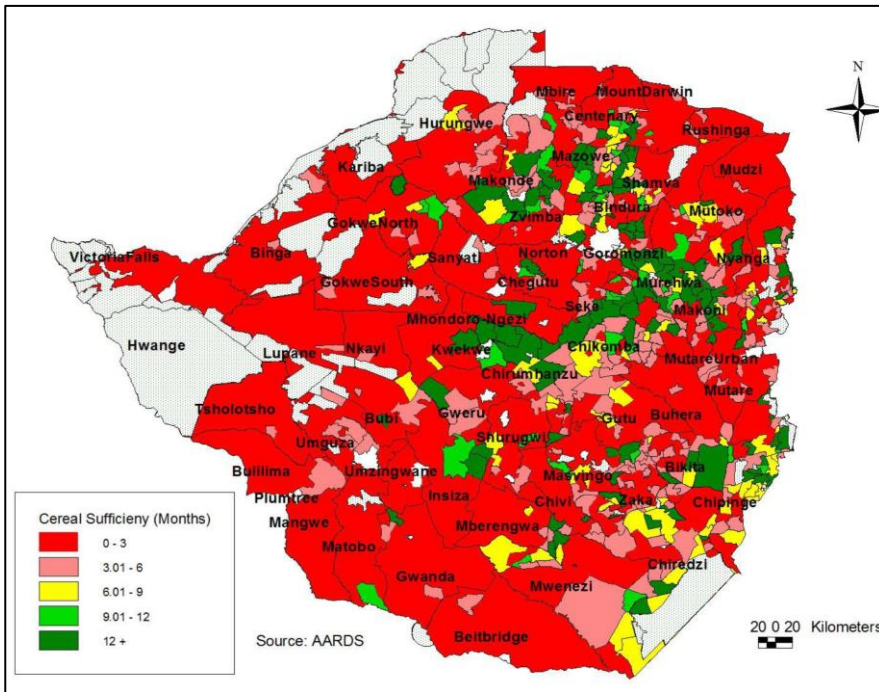 N
Mbire
MountDarwin
Hurungwe
Centenary
Rushinga
Kariba
Mazowe
Mudzi
Makonde
Shamva
Zvimba
Bindura
Mutoko
GokweNorth
VictoriaFalls
Binga
Sanyati
Norton
Goromonzi
Nyanga
GokweSouth
Chegutu
Murehwa
Seke
Makoni
Mhondoro-Ngezi
Hwange
Lupane
Nkayi
Kwekwe
Chikomba
MutareUrban
Chirumhanzu
Mutare
Tsholotsho
Bubi
Gweru
Gutu
Buhera
Umguza
Shurugwi
Bulilima
Umzingwane
Masvingo
Bikita
Plumtree
Insiza
Chivi
Zaka
Chipinge
Mangwe
Mberengwa
Matobo
Chiredzi
Gwanda
Mwenezi
Beitbridge
Cereal Sufficieny (Months)
0 - 3
3.01 - 6
6.01 - 9
9.01 - 12
12 +
Source: AARDS
20 0 20 Kilometers